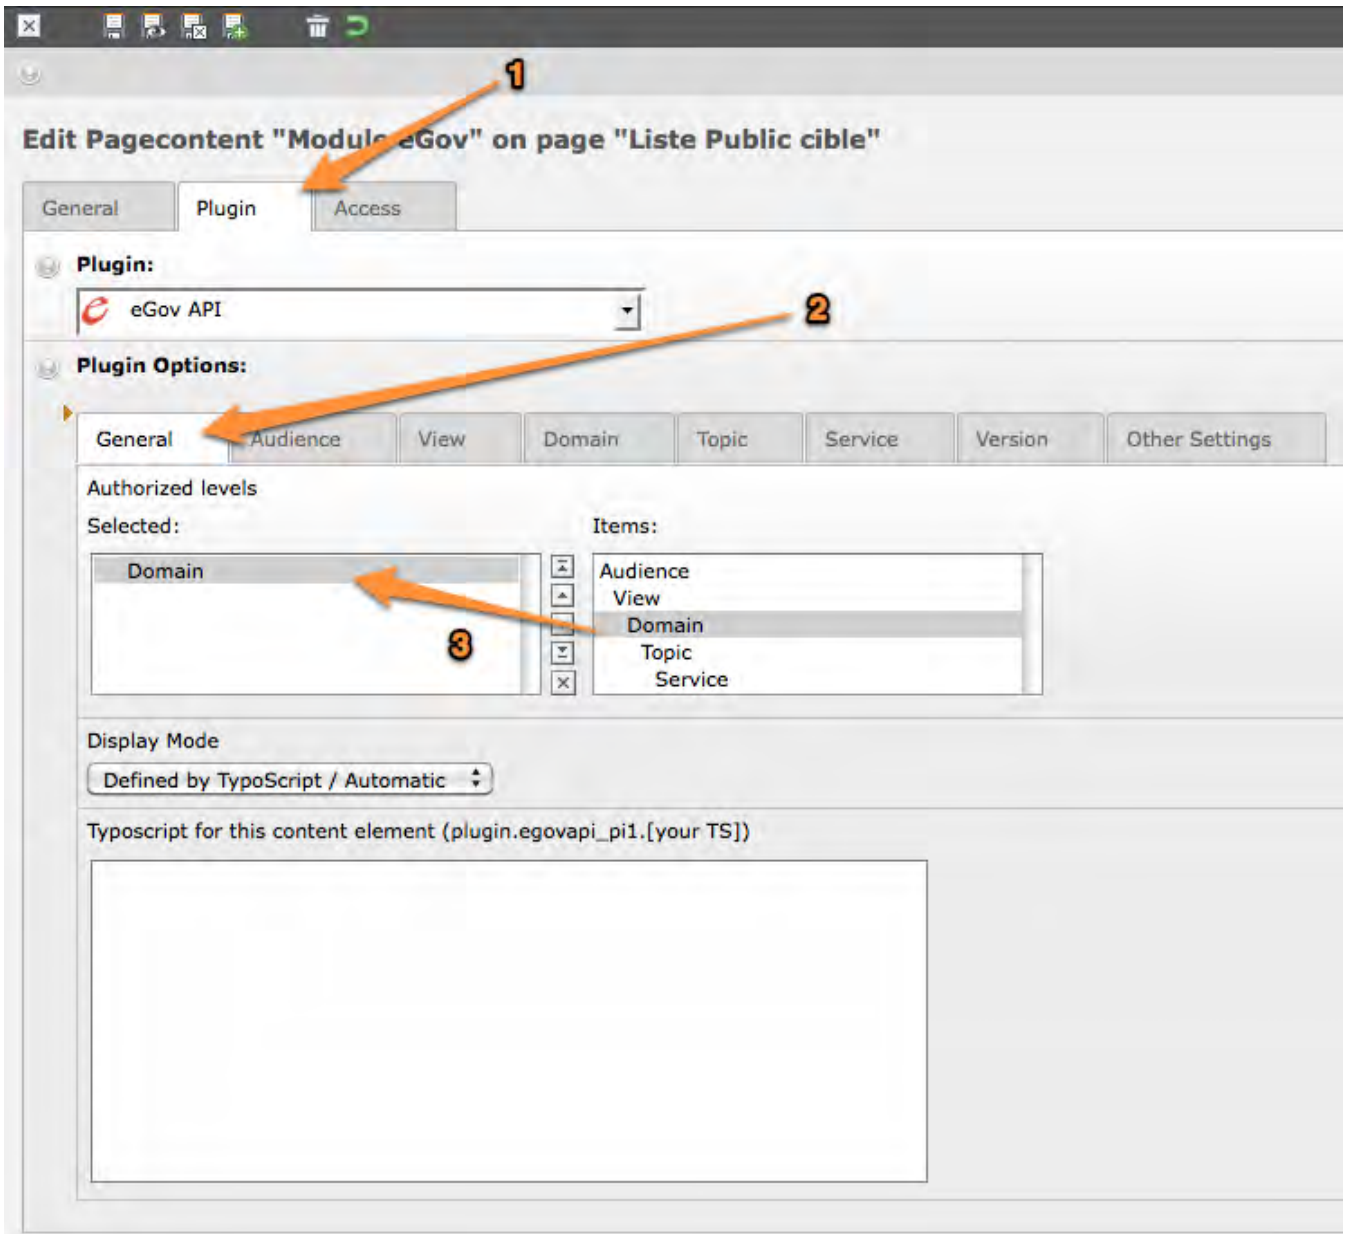 1
Edit Pagecontent "Module eGov" on page "Liste Public cible"
General Plugin Access
Plugin:
eGov API
2
Plugin Options:
General Audience View Domain Topic Service Version Other Settings
Authorized levels
Selected: Items:
Domain Audience
View
Domain
3
Topic
Service
Display Mode
Defined by TypoScript / Automatic
Typoscript for this content element (plugin.egovapi_pi1.[your TS])